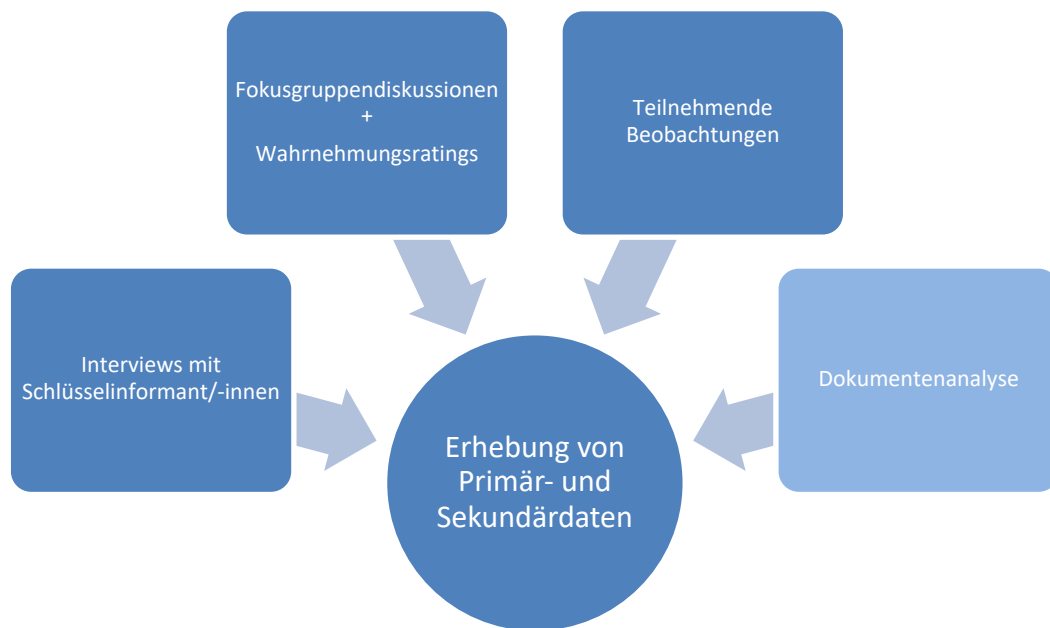 Fokusgruppendiskussionen
+
Wahrnehmungsratings
Teilnehmende
Beobachtungen
Interviews mit
Schlüsselinformant/-innen
Dokumentenanalyse
Erhebung von
Primär- und
Sekundärdaten